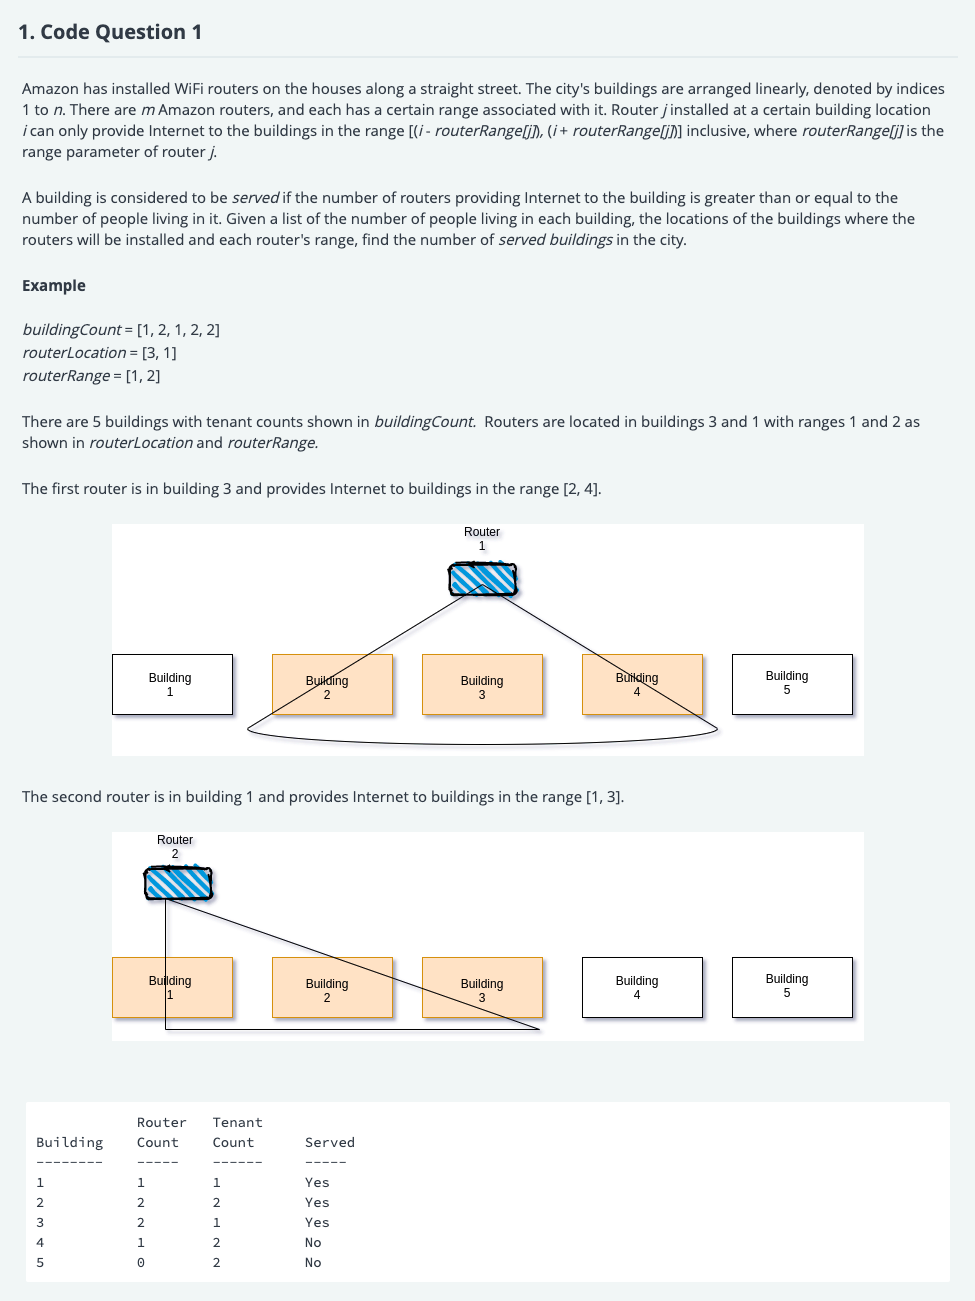 1. Code Question 1
Amazon has installed WiFi routers on the houses along a straight street. The city's buildings are arranged linearly, denoted by indices
1 to n. There are m Amazon routers, and each has a certain range associated with it. Router j installed at a certain building location
i can only provide Internet to the buildings in the range [(i - routerRange[j]), (i + routerRange[j])] inclusive, where routerRange[j] is the
range parameter of router j.
A building is considered to be served if the number of routers providing Internet to the building is greater than or equal to the
number of people living in it. Given a list of the number of people living in each building, the locations of the buildings where the
routers will be installed and each router's range, find the number of served buildings in the city.
Example
buildingCount = [1, 2, 1, 2, 2]
routerLocation = [3, 1]
routerRange = [1, 2]
There are 5 buildings with tenant counts shown in buildingCount. Routers are located in buildings 3 and 1 with ranges 1 and 2 as
shown in routerLocation and routerRange.
The first router is in building 3 and provides Internet to buildings in the range [2, 4].
Router
1
Building
1
Building
2
Building
3
Building
4
Building
5
The second router is in building 1 and provides Internet to buildings in the range [1, 3].
Router
2
Building
1
Building
2
Building
3
Building
4
Building
5
Router Tenant
Building Count Count Served
-------- ----- ------ -----
1 1 1 Yes
2 2 2 Yes
3 2 1 Yes
4 1 2 No
5 0 2 No